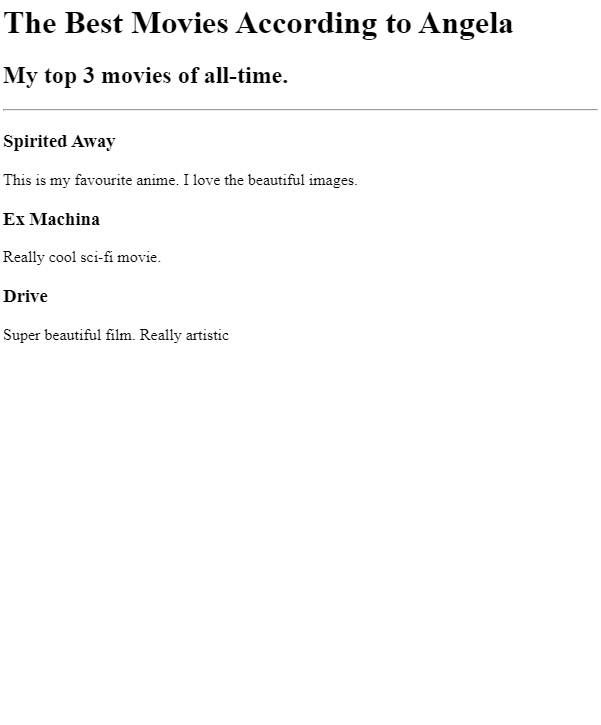 The Best Movies According to Angela
My top 3 movies of all-time.
Spirited Away
This is my favourite anime. I love the beautiful images.
Ex Machina
Really cool sci-fi movie.
Drive
Super beautiful film. Really artistic